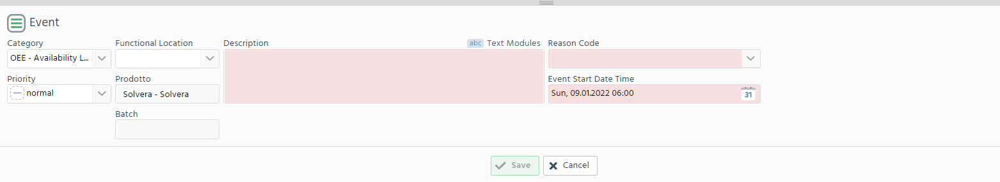 Event
Category
Functional Location
Description
abc Text Modules
Reason Code
OEE - Availability L...
Priority
Prodotto
Event Start Date Time
normal
Solvera - Solvera
Sun, 09.01.2022 06:00
31
Batch
Save
Cancel